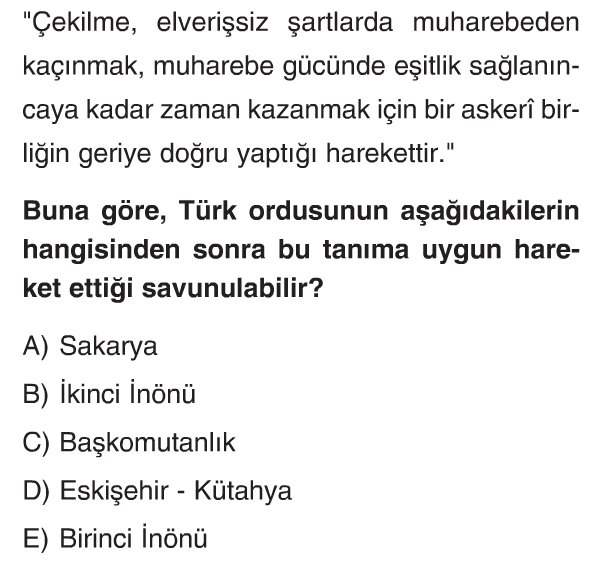 "Çekilme, elverişsiz şartlarda muharebeden
kaçınmak, muharebe gücünde eşitlik sağlanın-
caya kadar zaman kazanmak için bir askerî bir-
liğin geriye doğru yaptığı harekettir."
Buna göre, Türk ordusunun aşağıdakilerin
hangisinden sonra bu tanıma uygun hare-
ket ettiği savunulabilir?
A) Sakarya
B) İkinci İnönü
C) Başkomutanlık
D) Eskişehir - Kütahya
E) Birinci İnönü